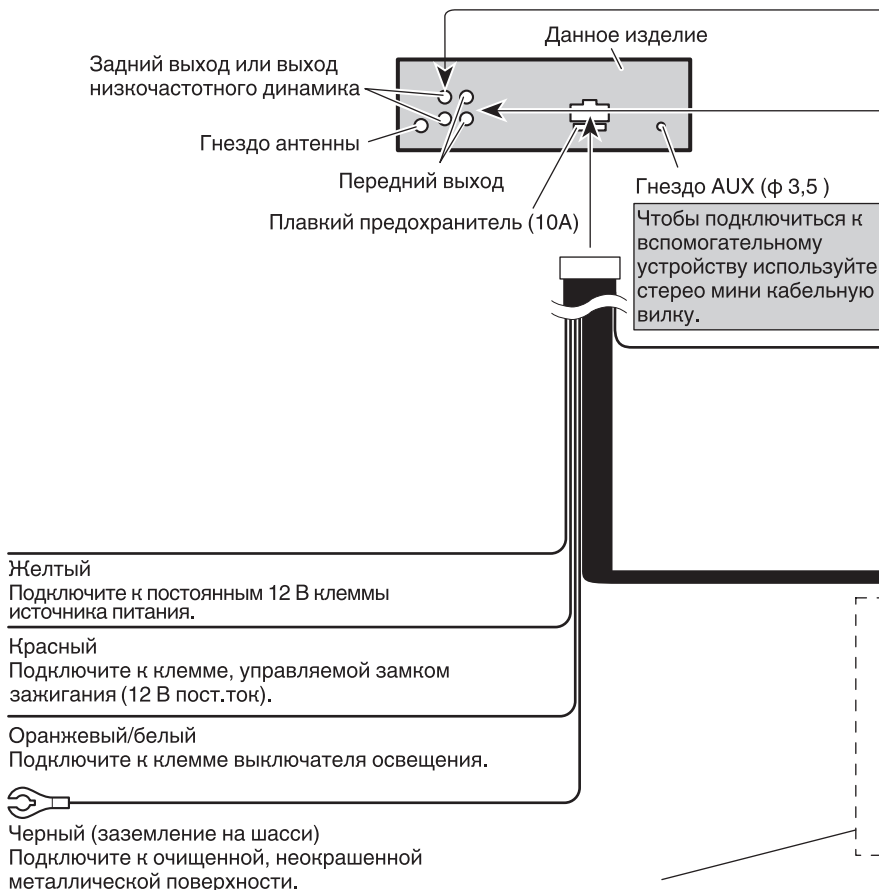 Данное изделие
Задний выход или выход
низкочастотного динамика
Гнездо антенны
Передний выход
Плавкий предохранитель (10А)
Гнездо AUX (ф 3,5 )
Чтобы подключиться к
вспомогательному
устройству используйте
стерео мини кабельную
вилку.
Желтый
Подключите к постоянным 12 В клеммы
источника питания.
Красный
Подключите к клемме, управляемой замком
зажигания (12 В пост.ток).
Оранжевый/белый
Подключите к клемме выключателя освещения.
Черный (заземление на шасси)
Подключите к очищенной, неокрашенной
металлической поверхности.